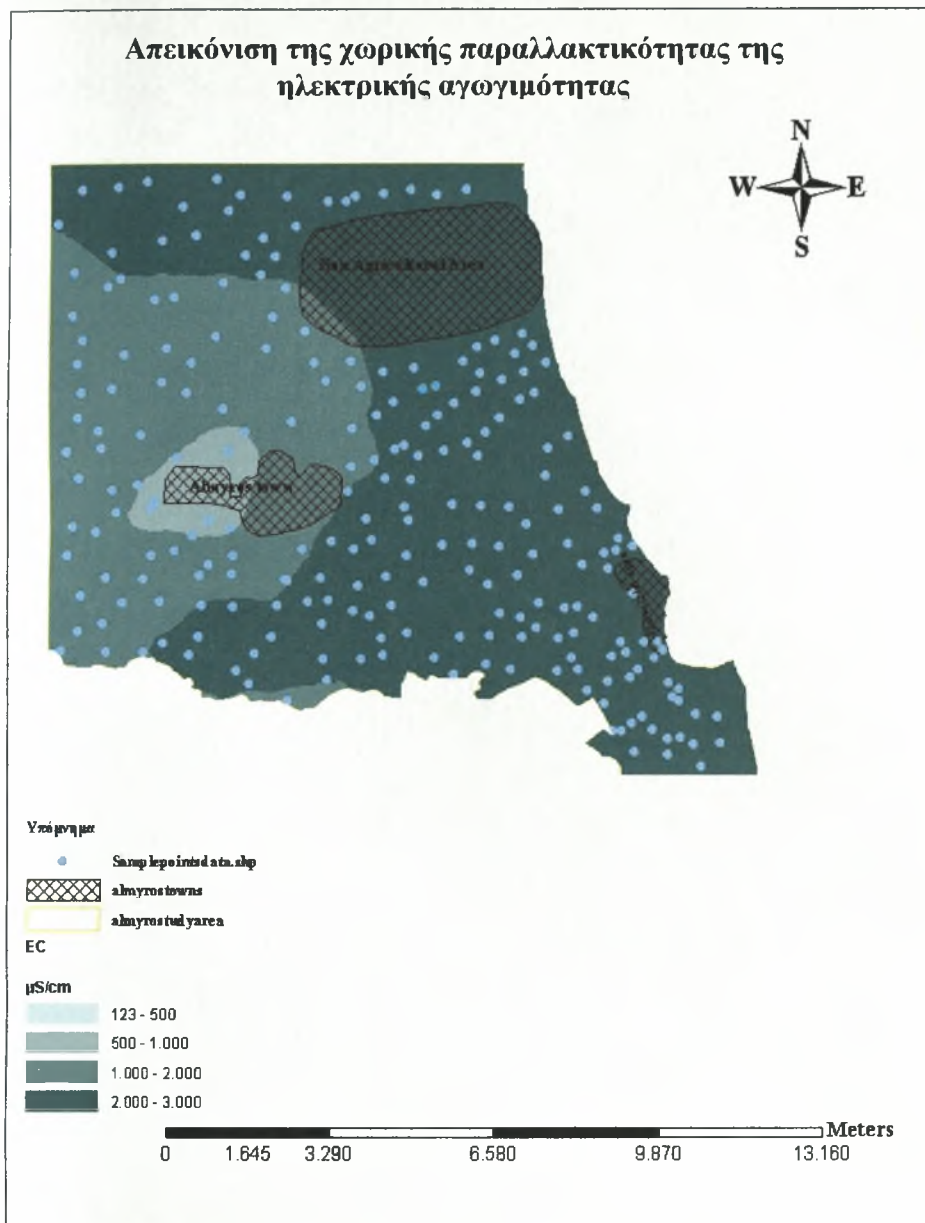 Απεικόνιση της χωρικής παραλλακτικότητας της
ηλεκτρικής αγωγιμότητας
N
W E
S
Almyros town
Υπόμνημα
Samplepointsdata.shp
almyrostowns
almyrostudyarea
EC
µS/cm
123 - 500
500 - 1.000
1.000 - 2.000
2.000 - 3.000
Meters
0 1.645 3.290 6.580 9.870 13.160